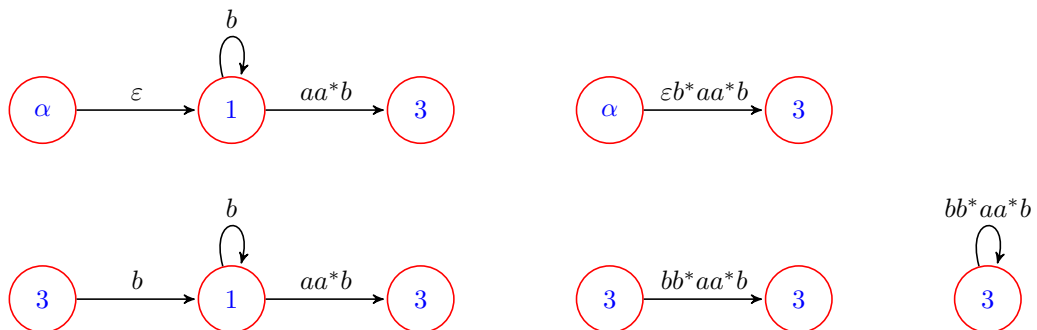 b
ε aa*b εb*aa*b
α 1 3 α 3
b bb*aa*b
b aa*b bb*aa*b
3 1 3 3 3 3